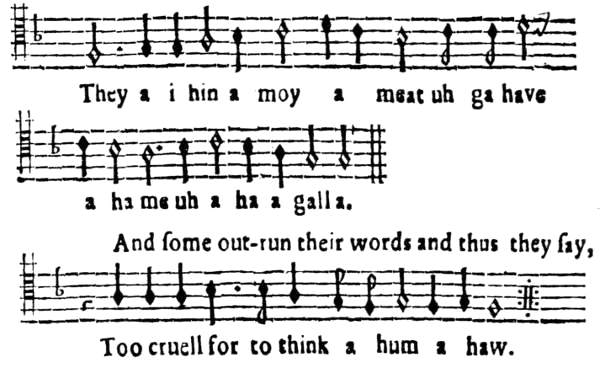 They a i hin a moy a meat uh ga have
a ha me uh a ha a galla.
And ſome out-run their words and thus they ſay,
Too cruell for to think a hum a haw.